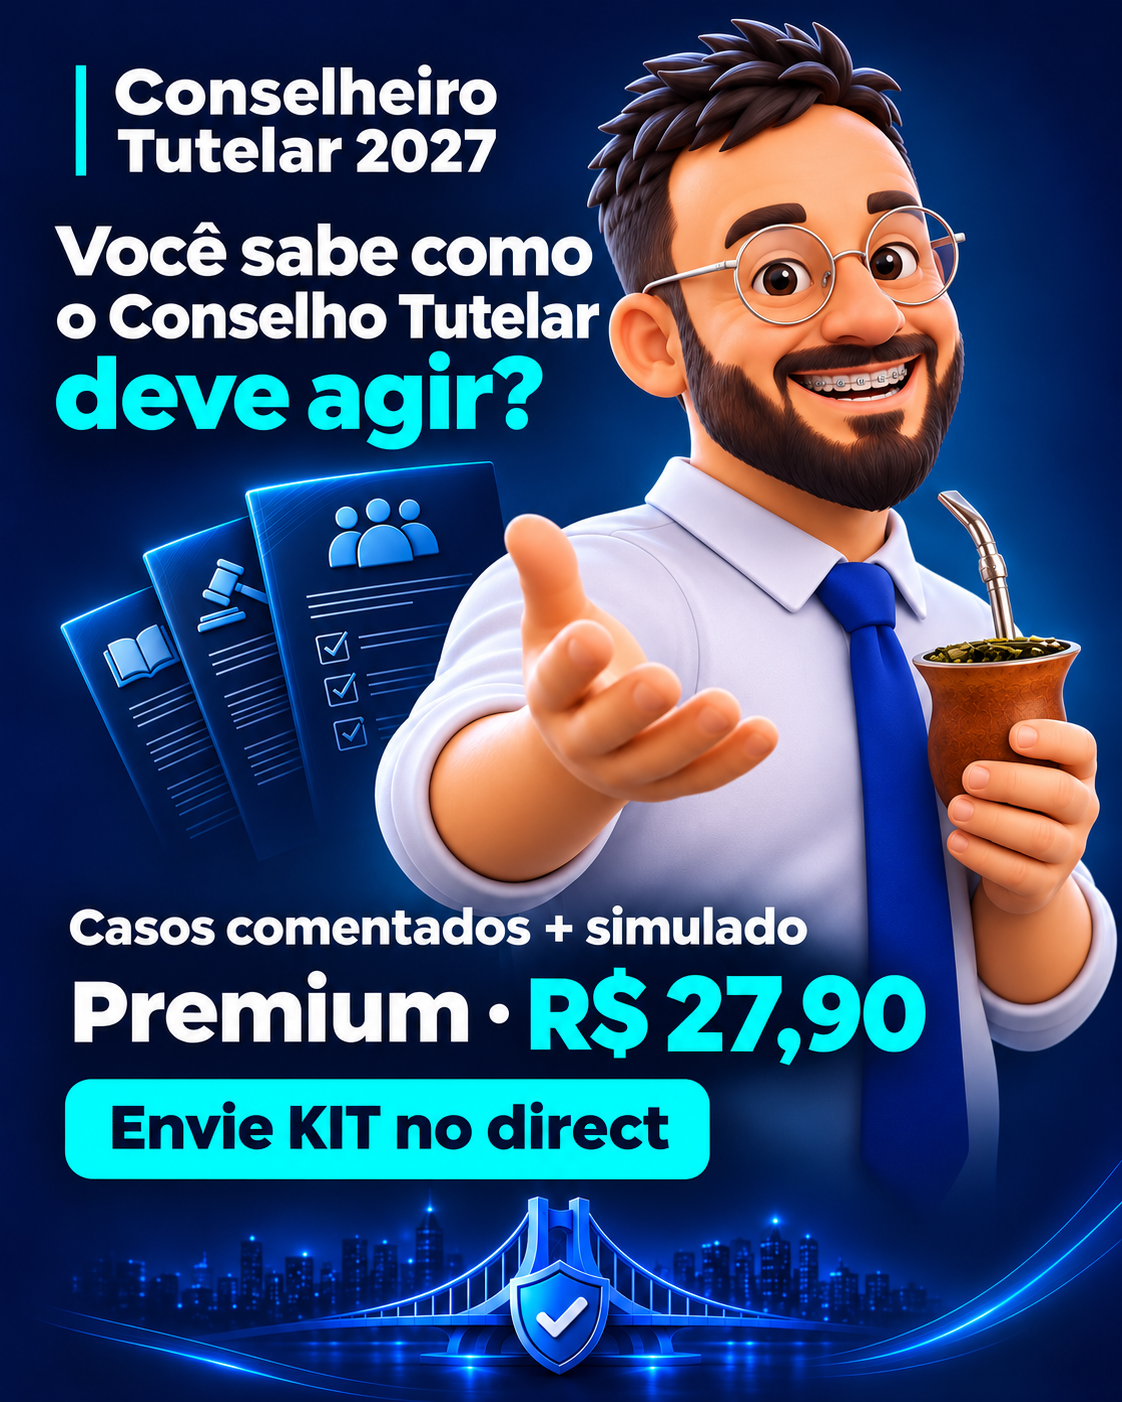 Conselheiro
Tutelar 2027
Você sabe como
o Conselho Tutelar
deve agir?
Casos comentados + simulado
Premium • R$ 27,90
Envie KIT no direct